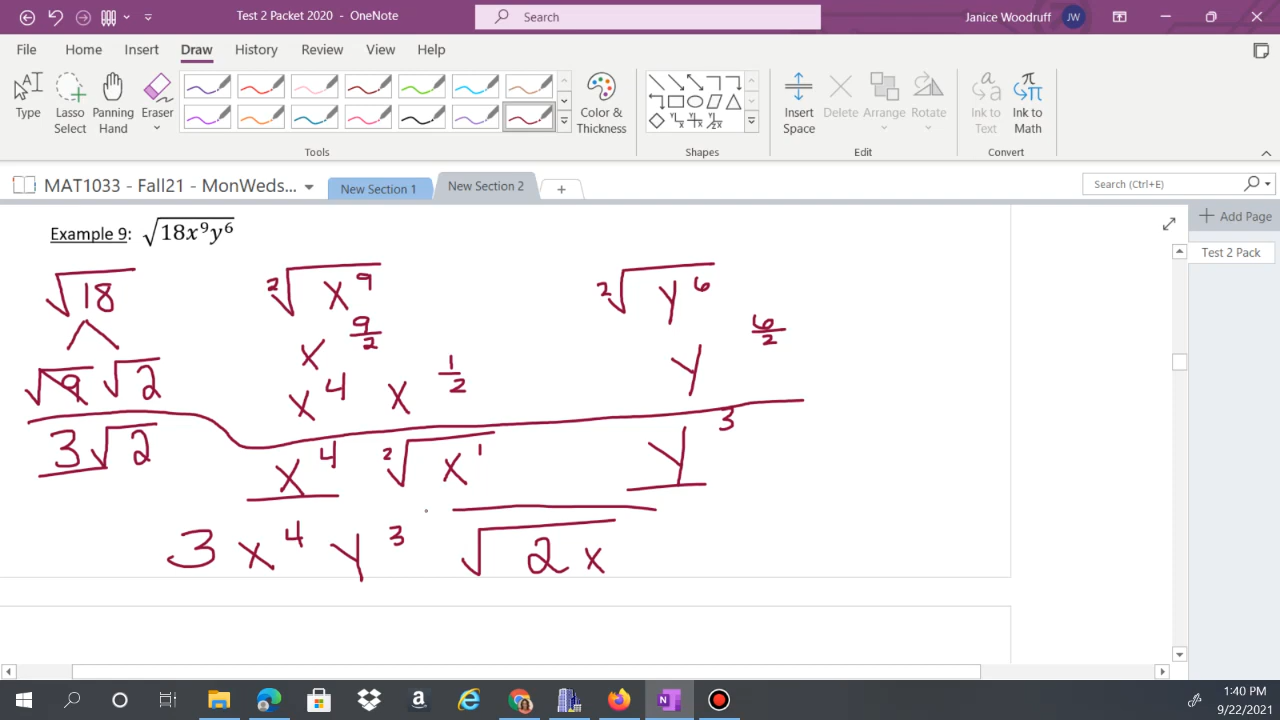 Test 2 Packet 2020 - OneNote
Search
Janice Woodruff
JW
File Home Insert Draw History Review View Help
Type
Lasso Select
Panning Hand
Eraser
Color & Thickness
Insert Space
Delete
Arrange
Rotate
Ink to Text
Ink to Math
Tools
Shapes
Edit
Convert
MAT1033 - Fall21 - MonWeds...
New Section 1
New Section 2
Search (Ctrl+E)
Add Page
Test 2 Pack
Example 9: √18x⁹y⁶
√18 ²√x⁹ ²√y⁶
x^(9/2) y^(6/2)
√9 √2 x⁴ x^(1/2)
3√2 x⁴ ²√x¹ y³
3 x⁴ y³ √2x
1:40 PM
9/22/2021